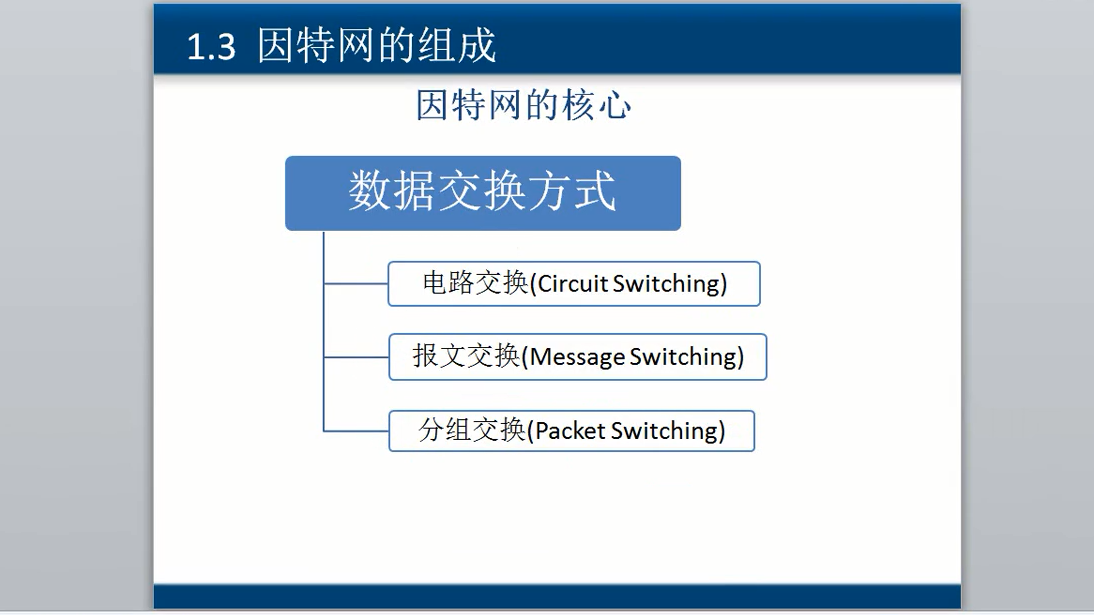 1.3 因特网的组成
因特网的核心
数据交换方式
电路交换(Circuit Switching)
报文交换(Message Switching)
分组交换(Packet Switching)